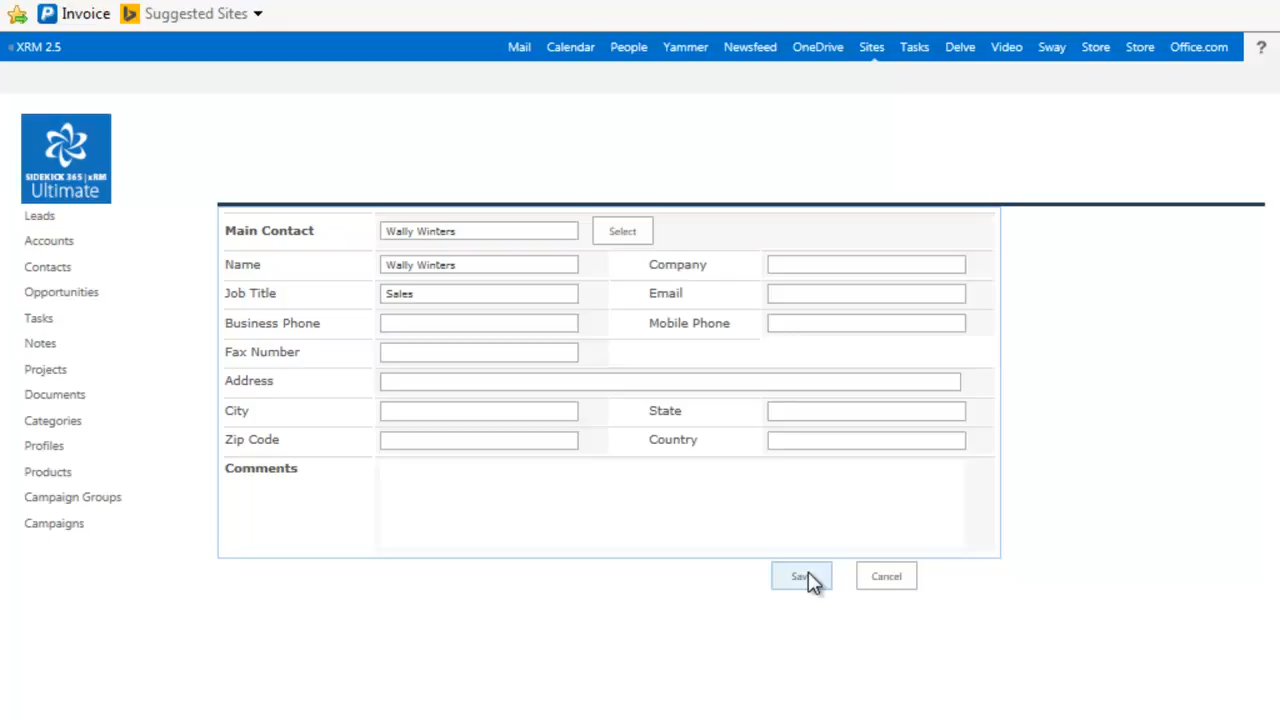 Invoice Suggested Sites
XRM 2.5 Mail Calendar People Yammer Newsfeed OneDrive Sites Tasks Delve Video Sway Store Store Office.com ?
SIDEKICK 365 | xRM
Ultimate
Leads
Accounts
Contacts
Opportunities
Tasks
Notes
Projects
Documents
Categories
Profiles
Products
Campaign Groups
Campaigns
Main Contact Wally Winters Select
Name Wally Winters Company
Job Title Sales Email
Business Phone Mobile Phone
Fax Number
Address
City State
Zip Code Country
Comments
Save Cancel